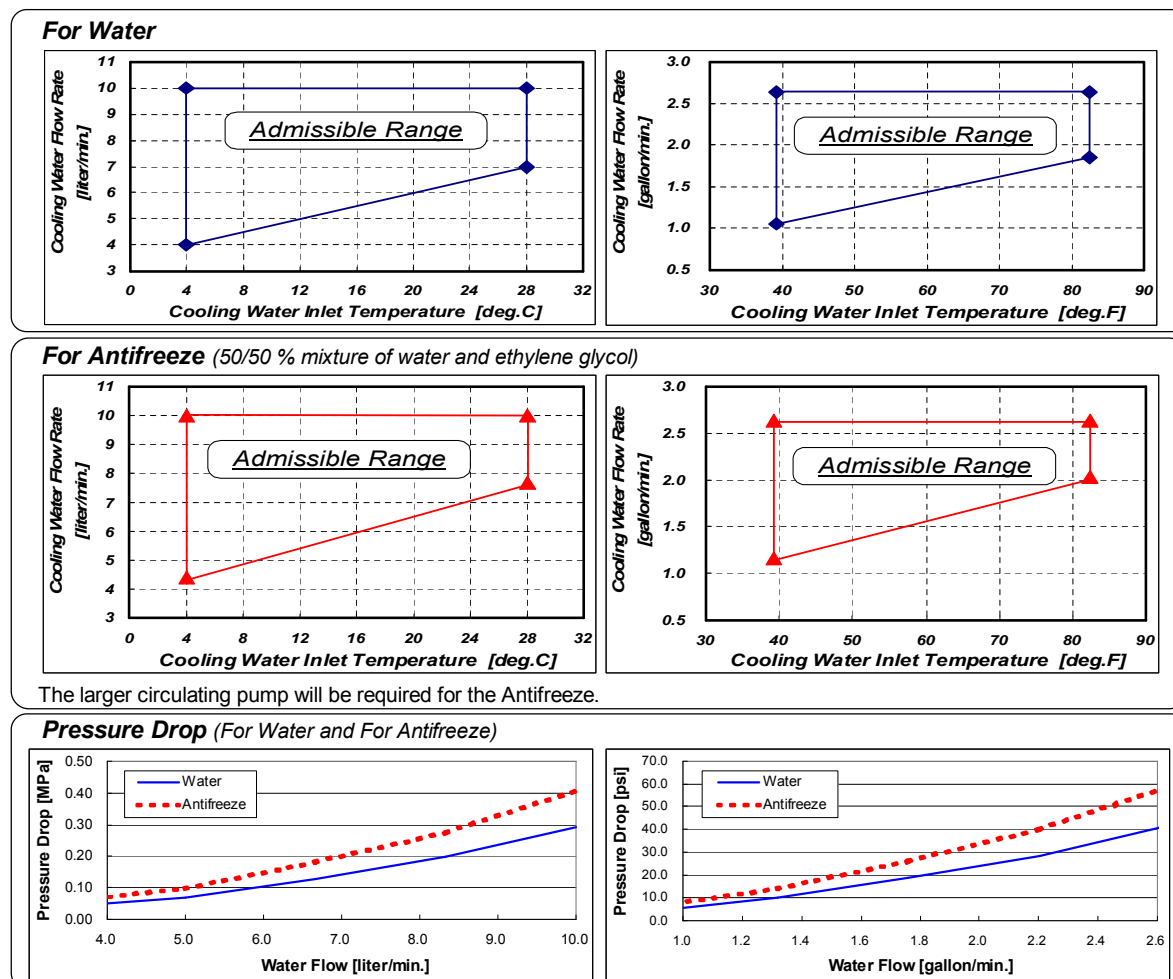 For Water
Cooling Water Flow Rate
[liter/min.]
11
10
9
8
7
6
5
4
3
Admissible Range
0 4 8 12 16 20 24 28 32
Cooling Water Inlet Temperature [deg.C]
Cooling Water Flow Rate
[gallon/min.]
3.0
2.5
2.0
1.5
1.0
0.5
Admissible Range
30 40 50 60 70 80 90
Cooling Water Inlet Temperature [deg.F]
For Antifreeze (50/50 % mixture of water and ethylene glycol)
Cooling Water Flow Rate
[liter/min.]
11
10
9
8
7
6
5
4
3
Admissible Range
0 4 8 12 16 20 24 28 32
Cooling Water Inlet Temperature [deg.C]
Cooling Water Flow Rate
[gallon/min.]
3.0
2.5
2.0
1.5
1.0
0.5
Admissible Range
30 40 50 60 70 80 90
Cooling Water Inlet Temperature [deg.F]
The larger circulating pump will be required for the Antifreeze.
Pressure Drop (For Water and For Antifreeze)
Pressure Drop [MPa]
0.50
0.40
0.30
0.20
0.10
0.00
Water
Antifreeze
4.0 5.0 6.0 7.0 8.0 9.0 10.0
Water Flow [liter/min.]
Pressure Drop [psi]
70.0
60.0
50.0
40.0
30.0
20.0
10.0
0.0
Water
Antifreeze
1.0 1.2 1.4 1.6 1.8 2.0 2.2 2.4 2.6
Water Flow [gallon/min.]